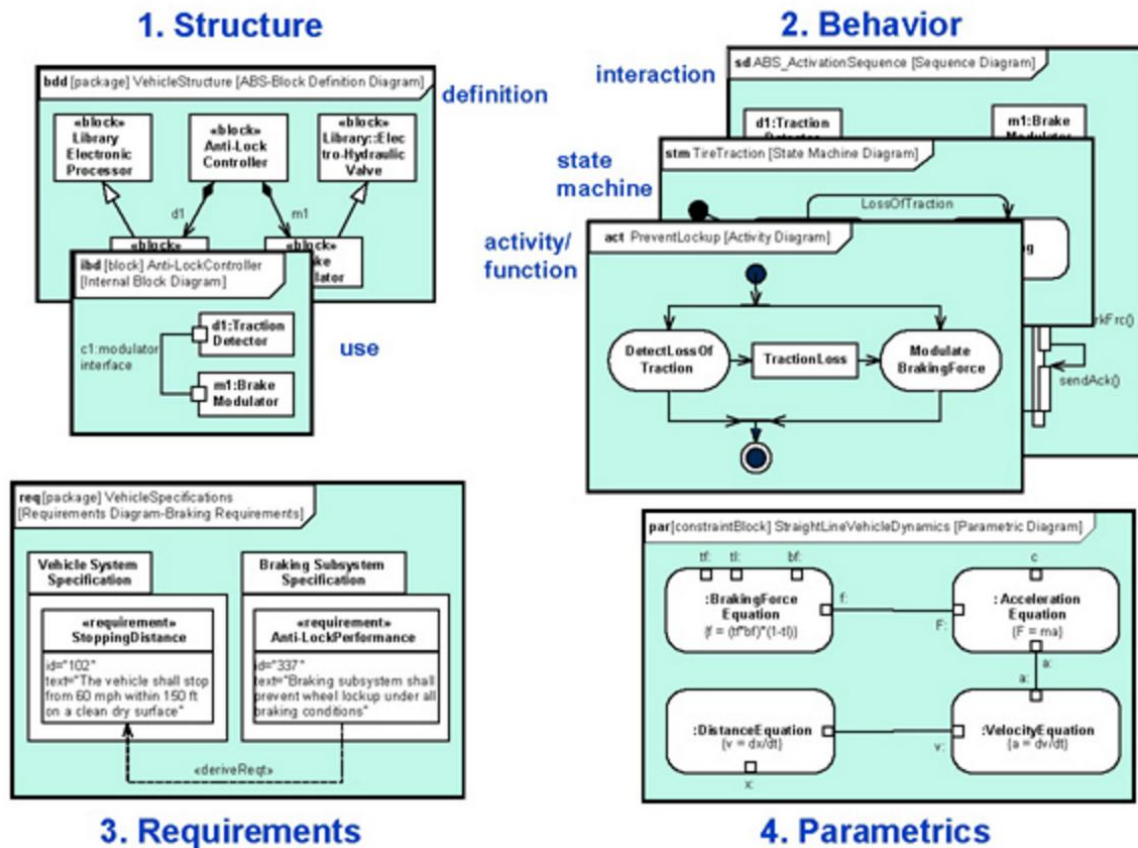 1. Structure
bdd [package] VehicleStructure [ABS-Block Definition Diagram]
definition
«block»
Library
Electronic
Processor
«block»
Anti-Lock
Controller
«block»
Library::Elec
tro-Hydraulic
Valve
d1
m1
«block»
«block»
ibd [block] Anti-LockController
[Internal Block Diagram]
use
d1:Traction
Detector
c1:modulator
interface
m1:Brake
Modulator
2. Behavior
interaction
sd ABS_ActivationSequence [Sequence Diagram]
d1:Traction
Detector
m1:Brake
Modulator
state
machine
stm TireTraction [State Machine Diagram]
LossOfTraction
activity/
function
act PreventLockup [Activity Diagram]
DetectLossOf
Traction
TractionLoss
Modulate
BrakingForce
sendAck()
req [package] VehicleSpecifications
[Requirements Diagram-Braking Requirements]
Vehicle System
Specification
«requirement»
StoppingDistance
id="102"
text="The vehicle shall stop
from 60 mph within 150 ft
on a clean dry surface"
Braking Subsystem
Specification
«requirement»
Anti-LockPerformance
id="337"
text="Braking subsystem shall
prevent wheel lockup under all
braking conditions"
«deriveReqt»
3. Requirements
par [constraintBlock] StraightLineVehicleDynamics [Parametric Diagram]
tf:
tl:
bf:
c
:BrakingForce
Equation
{f = (tf*bf)*(1-tl)}
f:
F:
:Acceleration
Equation
{F = ma}
a:
a:
:DistanceEquation
{v = dx/dt}
v:
:VelocityEquation
{a = dv/dt}
x:
4. Parametrics